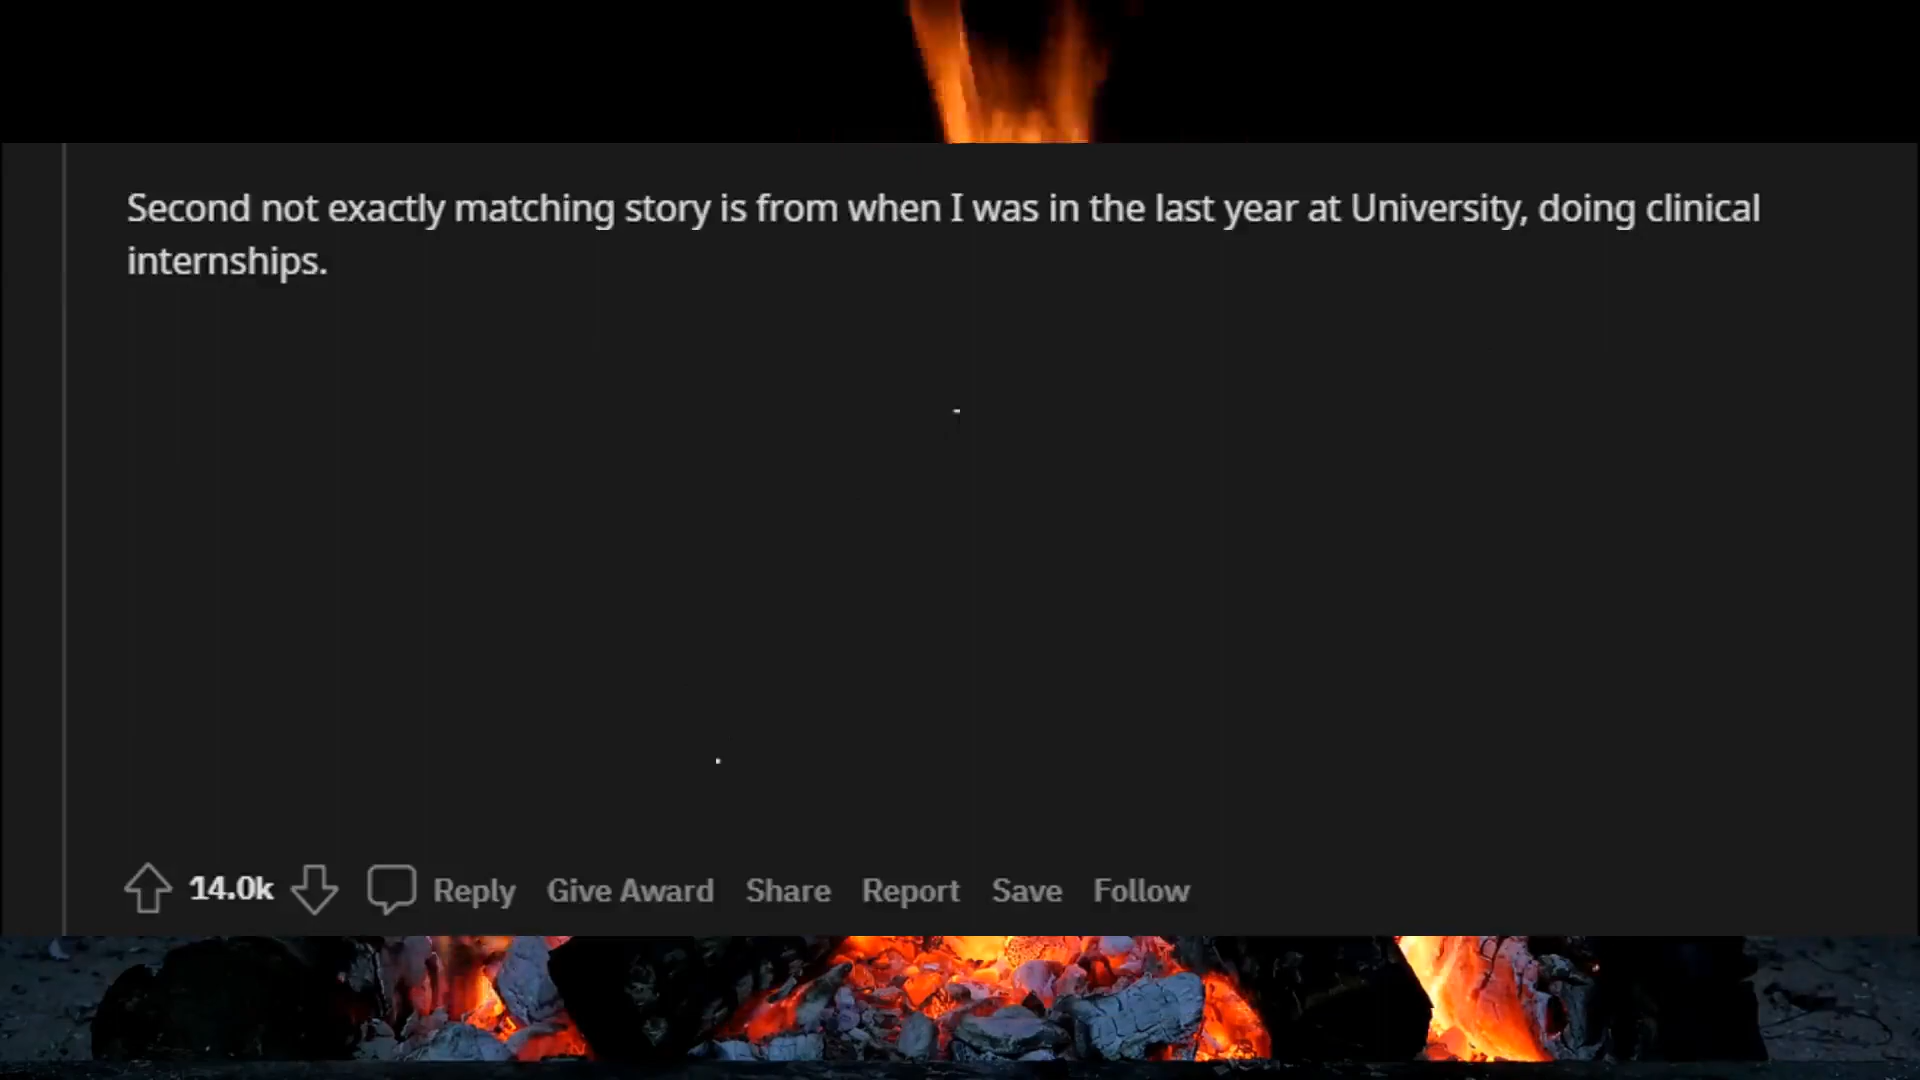 Second not exactly matching story is from when I was in the last year at University, doing clinical
internships.
14.0k Reply Give Award Share Report Save Follow